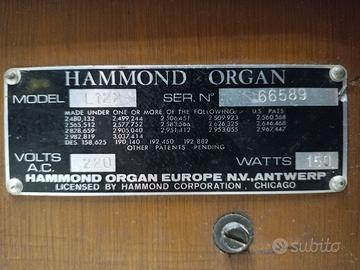 HAMMOND ORGAN
MODEL L122 SER. N° 66589
MADE UNDER ONE OR MORE OF THE FOLLOWING: U.S. PATS
2.480,132 2.499,244 2.506,451 2.509,923 2.560,568
2.565,512 2.577,752 2.583,566 2.626,525 2.646,468
2.828,659 2.905,040 2.951,412 2.953,055 2.967,447
2.982,819 3.037,414
DES. 158,625 190,140 192,450 192,882
OTHER PATENTS PENDING
VOLTS A.C. 220 WATTS 150
HAMMOND ORGAN EUROPE N.V., ANTWERP
LICENSED BY HAMMOND CORPORATION, CHICAGO
subito